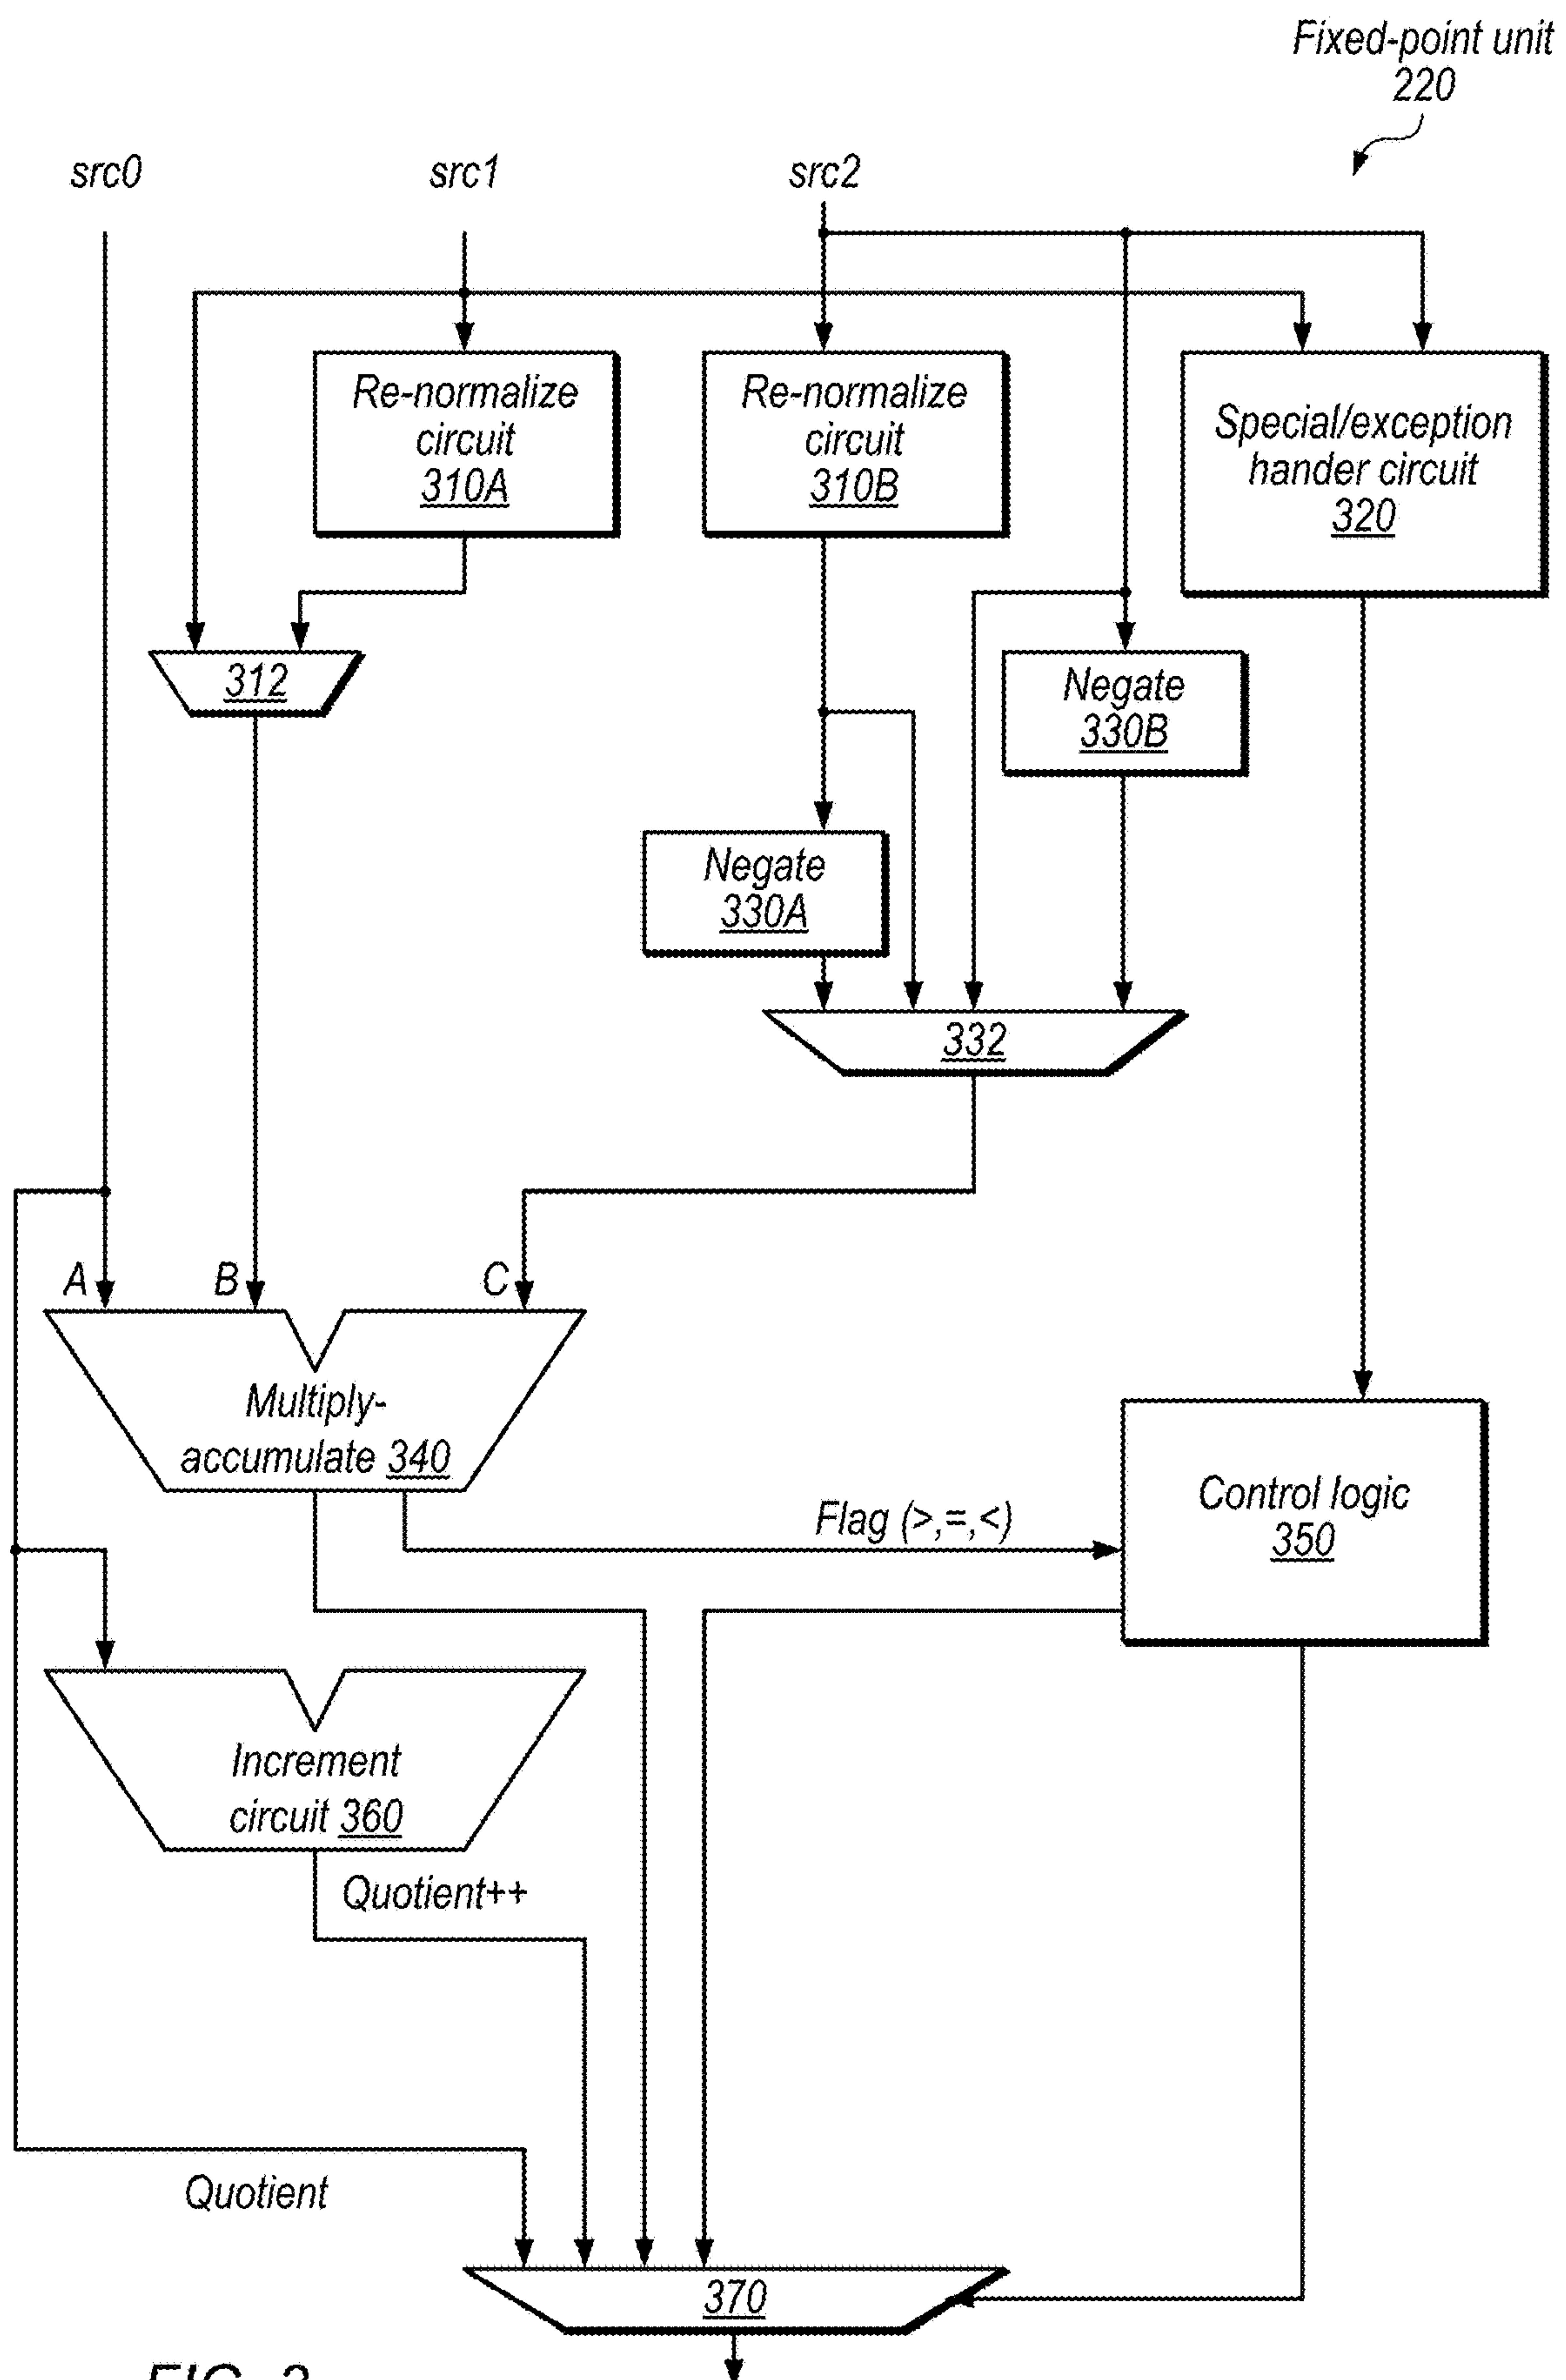 Fixed-point unit
220
src0
src1
src2
Re-normalize
circuit
310A
Re-normalize
circuit
310B
Special/exception
hander circuit
320
312
Negate
330B
Negate
330A
332
A
B
C
Multiply-
accumulate 340
Flag (>,=,<)
Control logic
350
Increment
circuit 360
Quotient++
Quotient
370